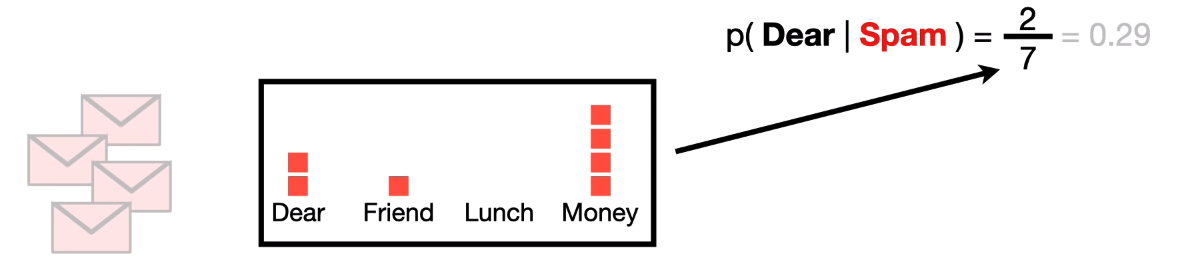 p( Dear | Spam ) = 2/7 = 0.29
Dear Friend Lunch Money